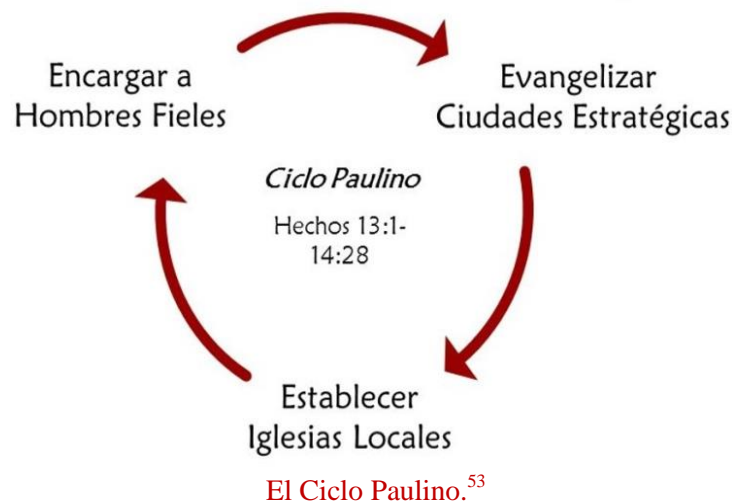 Encargar a
Hombres Fieles
Evangelizar
Ciudades Estratégicas
Ciclo Paulino
Hechos 13:1-
14:28
Establecer
Iglesias Locales
El Ciclo Paulino.53